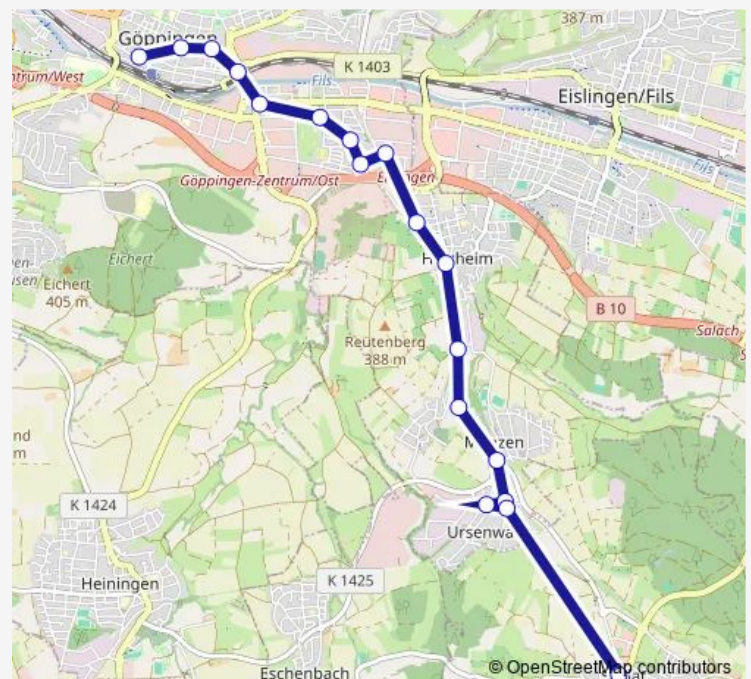 387 m
Göppingen
K 1403
ntrum/West
Fils
Eislingen/Fils
Fils
Göppingen-Zentrum/Ost
Eichert
Eichert
405 m
B 10
Salach
Reutenberg
388 m
nd
m
K 1424
Ursenwa
K 1425
Heiningen
Eschenbach
© OpenStreetMap contributors